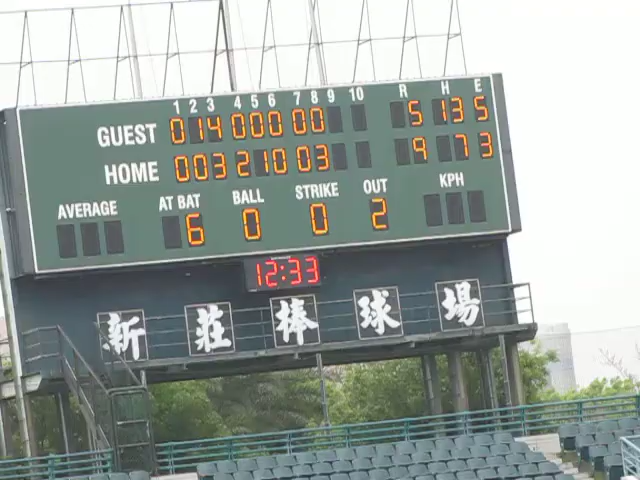 1 2 3 4 5 6 7 8 9 10 R H E
GUEST 0 1 4 0 0 0 0 0 5 13 5
HOME 0 0 3 2 1 0 0 3 9 7 3
AVERAGE AT BAT BALL STRIKE OUT KPH
6 0 0 2
12:33
新莊棒球場